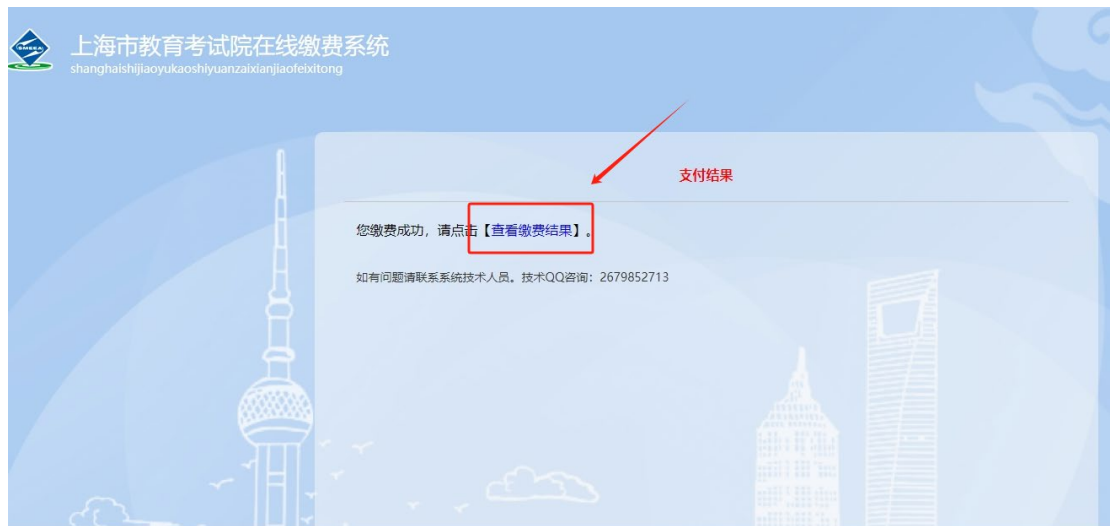 SMEEA
上海市教育考试院在线缴费系统
shanghaishijiaoyukaoshiyuanzaixianjiaofeixitong
支付结果
您缴费成功，请点击【查看缴费结果】。
如有问题请联系系统技术人员。技术QQ咨询：2679852713